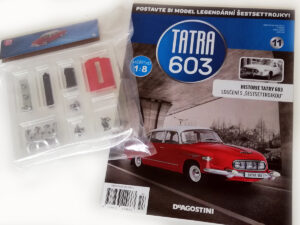 POSTAVTE SI MODEL LEGENDÁRNÍ ŠESTSETTROJKY!
TATRA
603
1:8
11
HISTORIE TATRY 603
LOUČENÍ S „ŠESTSETTROJKOU“
DEAGOSTINI